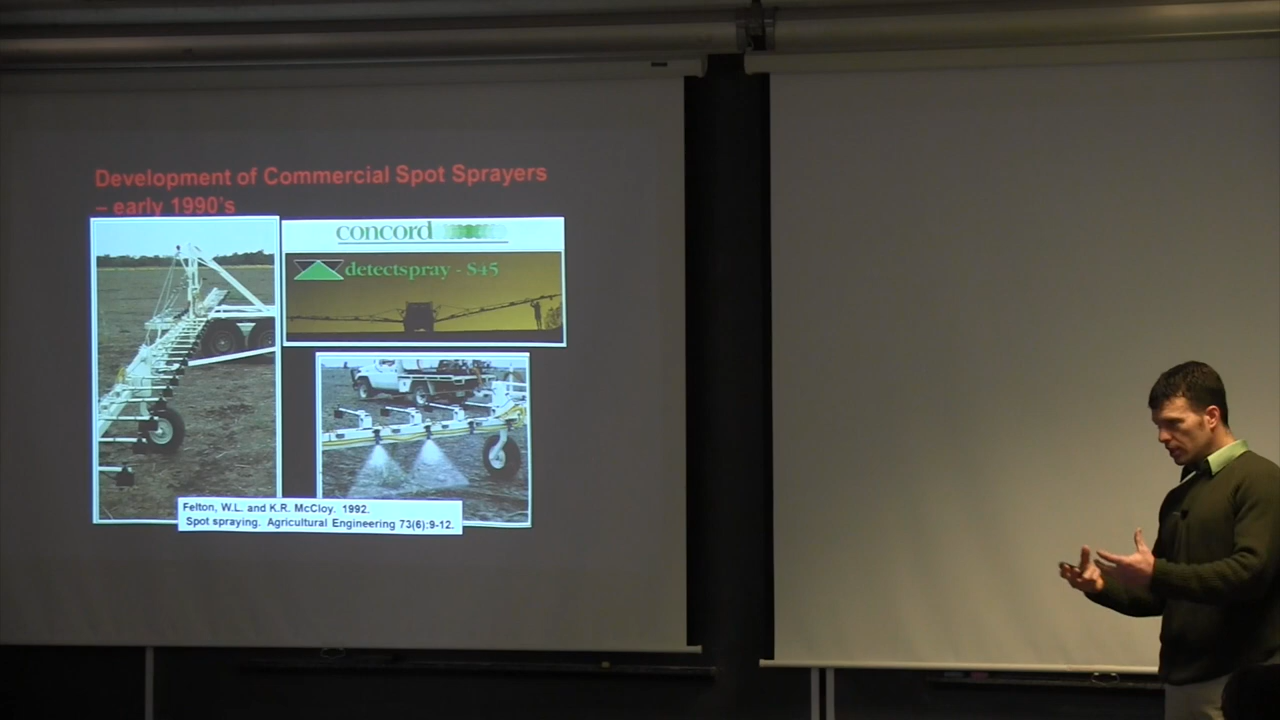 Development of Commercial Spot Sprayers
– early 1990's
concord
detectspray - S45
Felton, W.L. and K.R. McCloy. 1992.
Spot spraying. Agricultural Engineering 73(6):9-12.